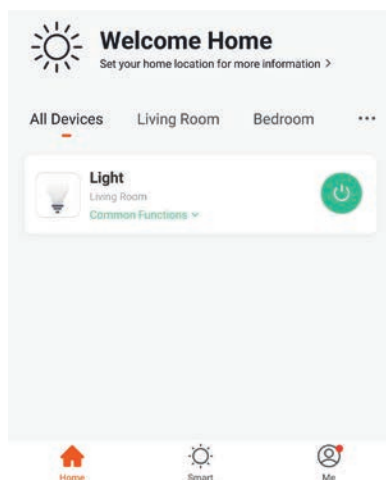 Welcome Home
Set your home location for more information >
All Devices Living Room Bedroom ...
Light
Living Room
Common Functions
Home Smart Me